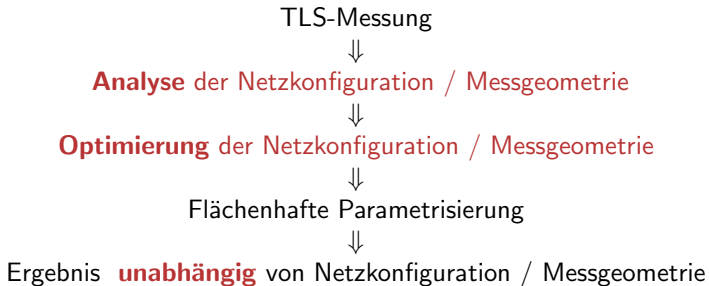 TLS-Messung
⇓
Analyse der Netzkonfiguration / Messgeometrie
⇓
Optimierung der Netzkonfiguration / Messgeometrie
⇓
Flächenhafte Parametrisierung
⇓
Ergebnis unabhängig von Netzkonfiguration / Messgeometrie